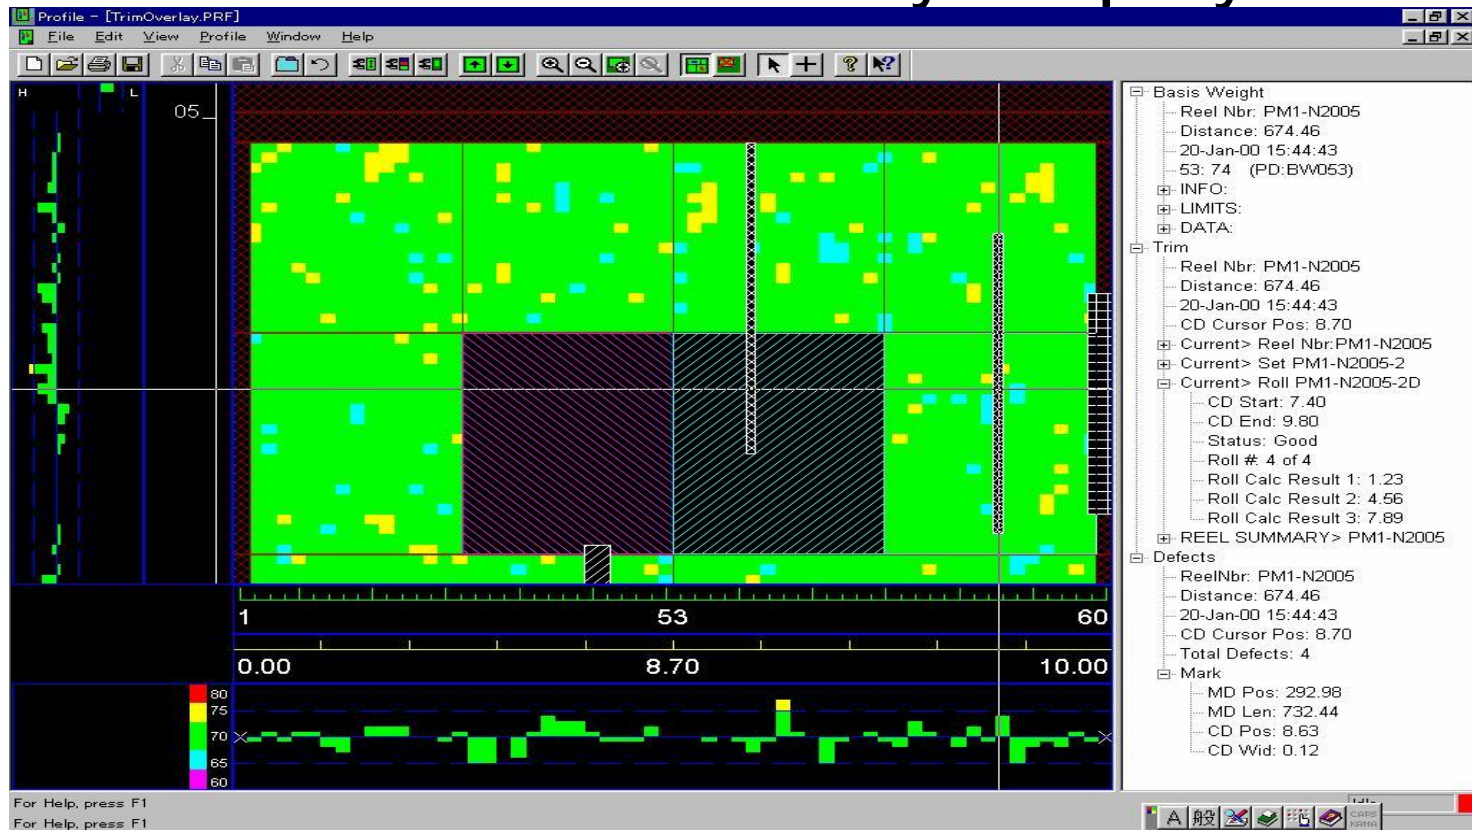 Profile - [TrimOverlay.PRF]
File Edit View Profile Window Help
H L
05
1 53 60
0.00 8.70 10.00
80
75
70
65
60
Basis Weight
Reel Nbr: PM1-N2005
Distance: 674.46
20-Jan-00 15:44:43
53: 74 (PD:BW053)
INFO:
LIMITS:
DATA:
Trim
Reel Nbr: PM1-N2005
Distance: 674.46
20-Jan-00 15:44:43
CD Cursor Pos: 8.70
Current> Reel Nbr:PM1-N2005
Current> Set PM1-N2005-2
Current> Roll PM1-N2005-2D
CD Start: 7.40
CD End: 9.80
Status: Good
Roll #: 4 of 4
Roll Calc Result 1: 1.23
Roll Calc Result 2: 4.56
Roll Calc Result 3: 7.89
REEL SUMMARY> PM1-N2005
Defects
ReelNbr: PM1-N2005
Distance: 674.46
20-Jan-00 15:44:43
CD Cursor Pos: 8.70
Total Defects: 4
Mark
MD Pos: 292.98
MD Len: 732.44
CD Pos: 8.63
CD Wid: 0.12
For Help, press F1
For Help, press F1
A 般 CAPS
KANA